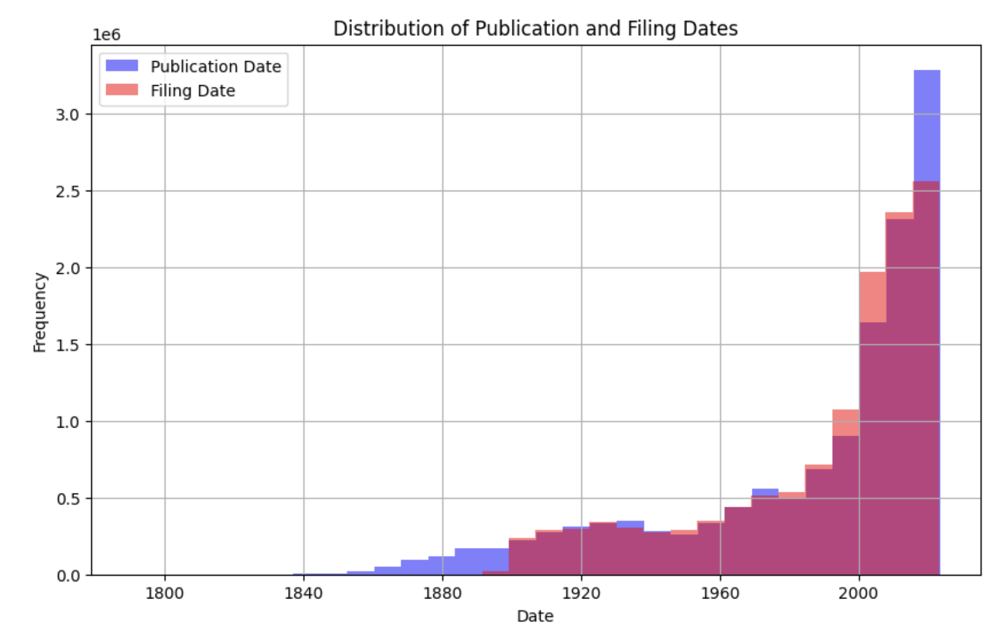 Distribution of Publication and Filing Dates
1e6
Publication Date
Filing Date
3.0
2.5
2.0
1.5
1.0
0.5
0.0
Frequency
1800 1840 1880 1920 1960 2000
Date